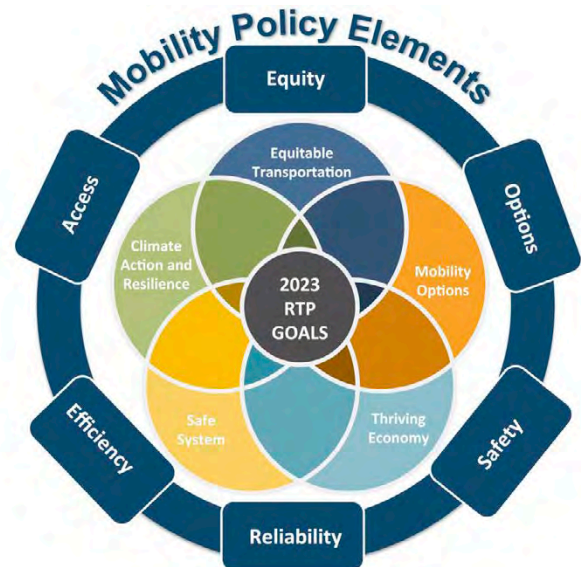 Mobility Policy Elements
Equity
Options
Safety
Reliability
Efficiency
Access
Equitable
Transportation
Mobility
Options
Thriving
Economy
Safe
System
Climate
Action and
Resilience
2023
RTP
GOALS